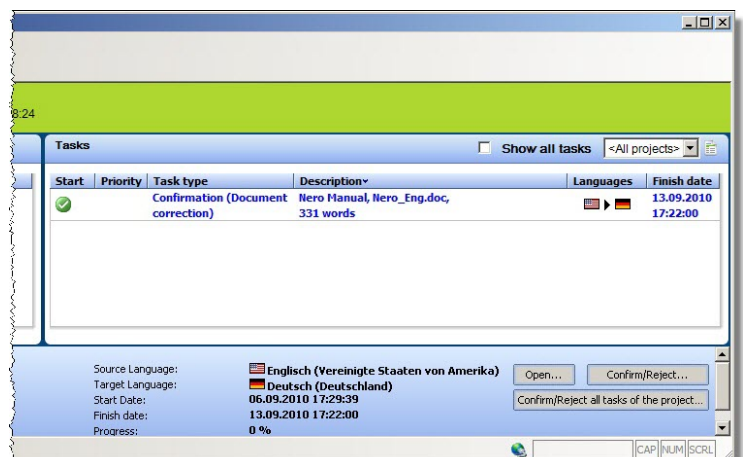 8:24
Tasks
Show all tasks <All projects>
Start Priority Task type Description Languages Finish date
Confirmation (Document correction) Nero Manual, Nero_Eng.doc, 331 words 13.09.2010 17:22:00
Source Language: Englisch (Vereinigte Staaten von Amerika)
Target Language: Deutsch (Deutschland)
Start Date: 06.09.2010 17:29:39
Finish date: 13.09.2010 17:22:00
Progress: 0 %
Open... Confirm/Reject...
Confirm/Reject all tasks of the project...
CAP NUM SCRL